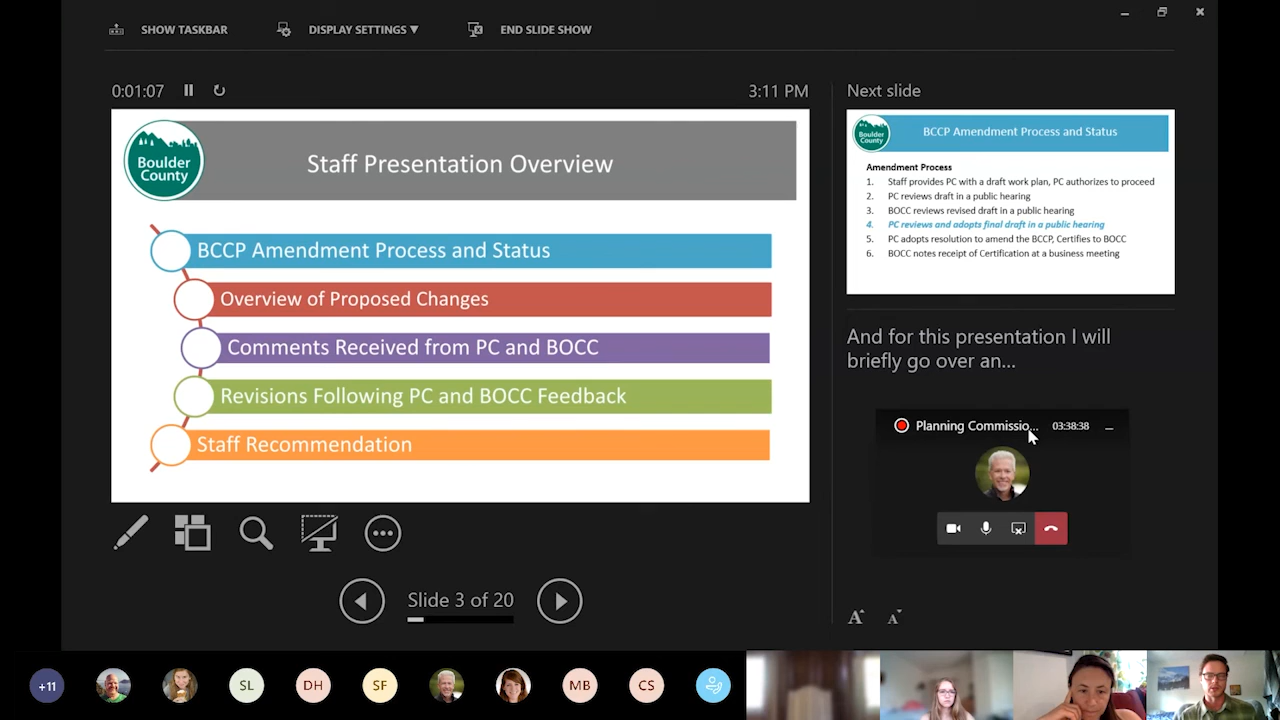 SHOW TASKBAR
DISPLAY SETTINGS ▼
END SLIDE SHOW
0:01:07
3:11 PM
Boulder
County
Staff Presentation Overview
BCCP Amendment Process and Status
Overview of Proposed Changes
Comments Received from PC and BOCC
Revisions Following PC and BOCC Feedback
Staff Recommendation
Slide 3 of 20
Next slide
Boulder
County
BCCP Amendment Process and Status
Amendment Process
1. Staff provides PC with a draft work plan, PC authorizes to proceed
2. PC reviews draft in a public hearing
3. BOCC reviews revised draft in a public hearing
4. PC reviews and adopts final draft in a public hearing
5. PC adopts resolution to amend the BCCP, Certifies to BOCC
6. BOCC notes receipt of Certification at a business meeting
And for this presentation I will
briefly go over an...
Planning Commissio...
03:38:38
A A
+11
SL
DH
SF
MB
CS